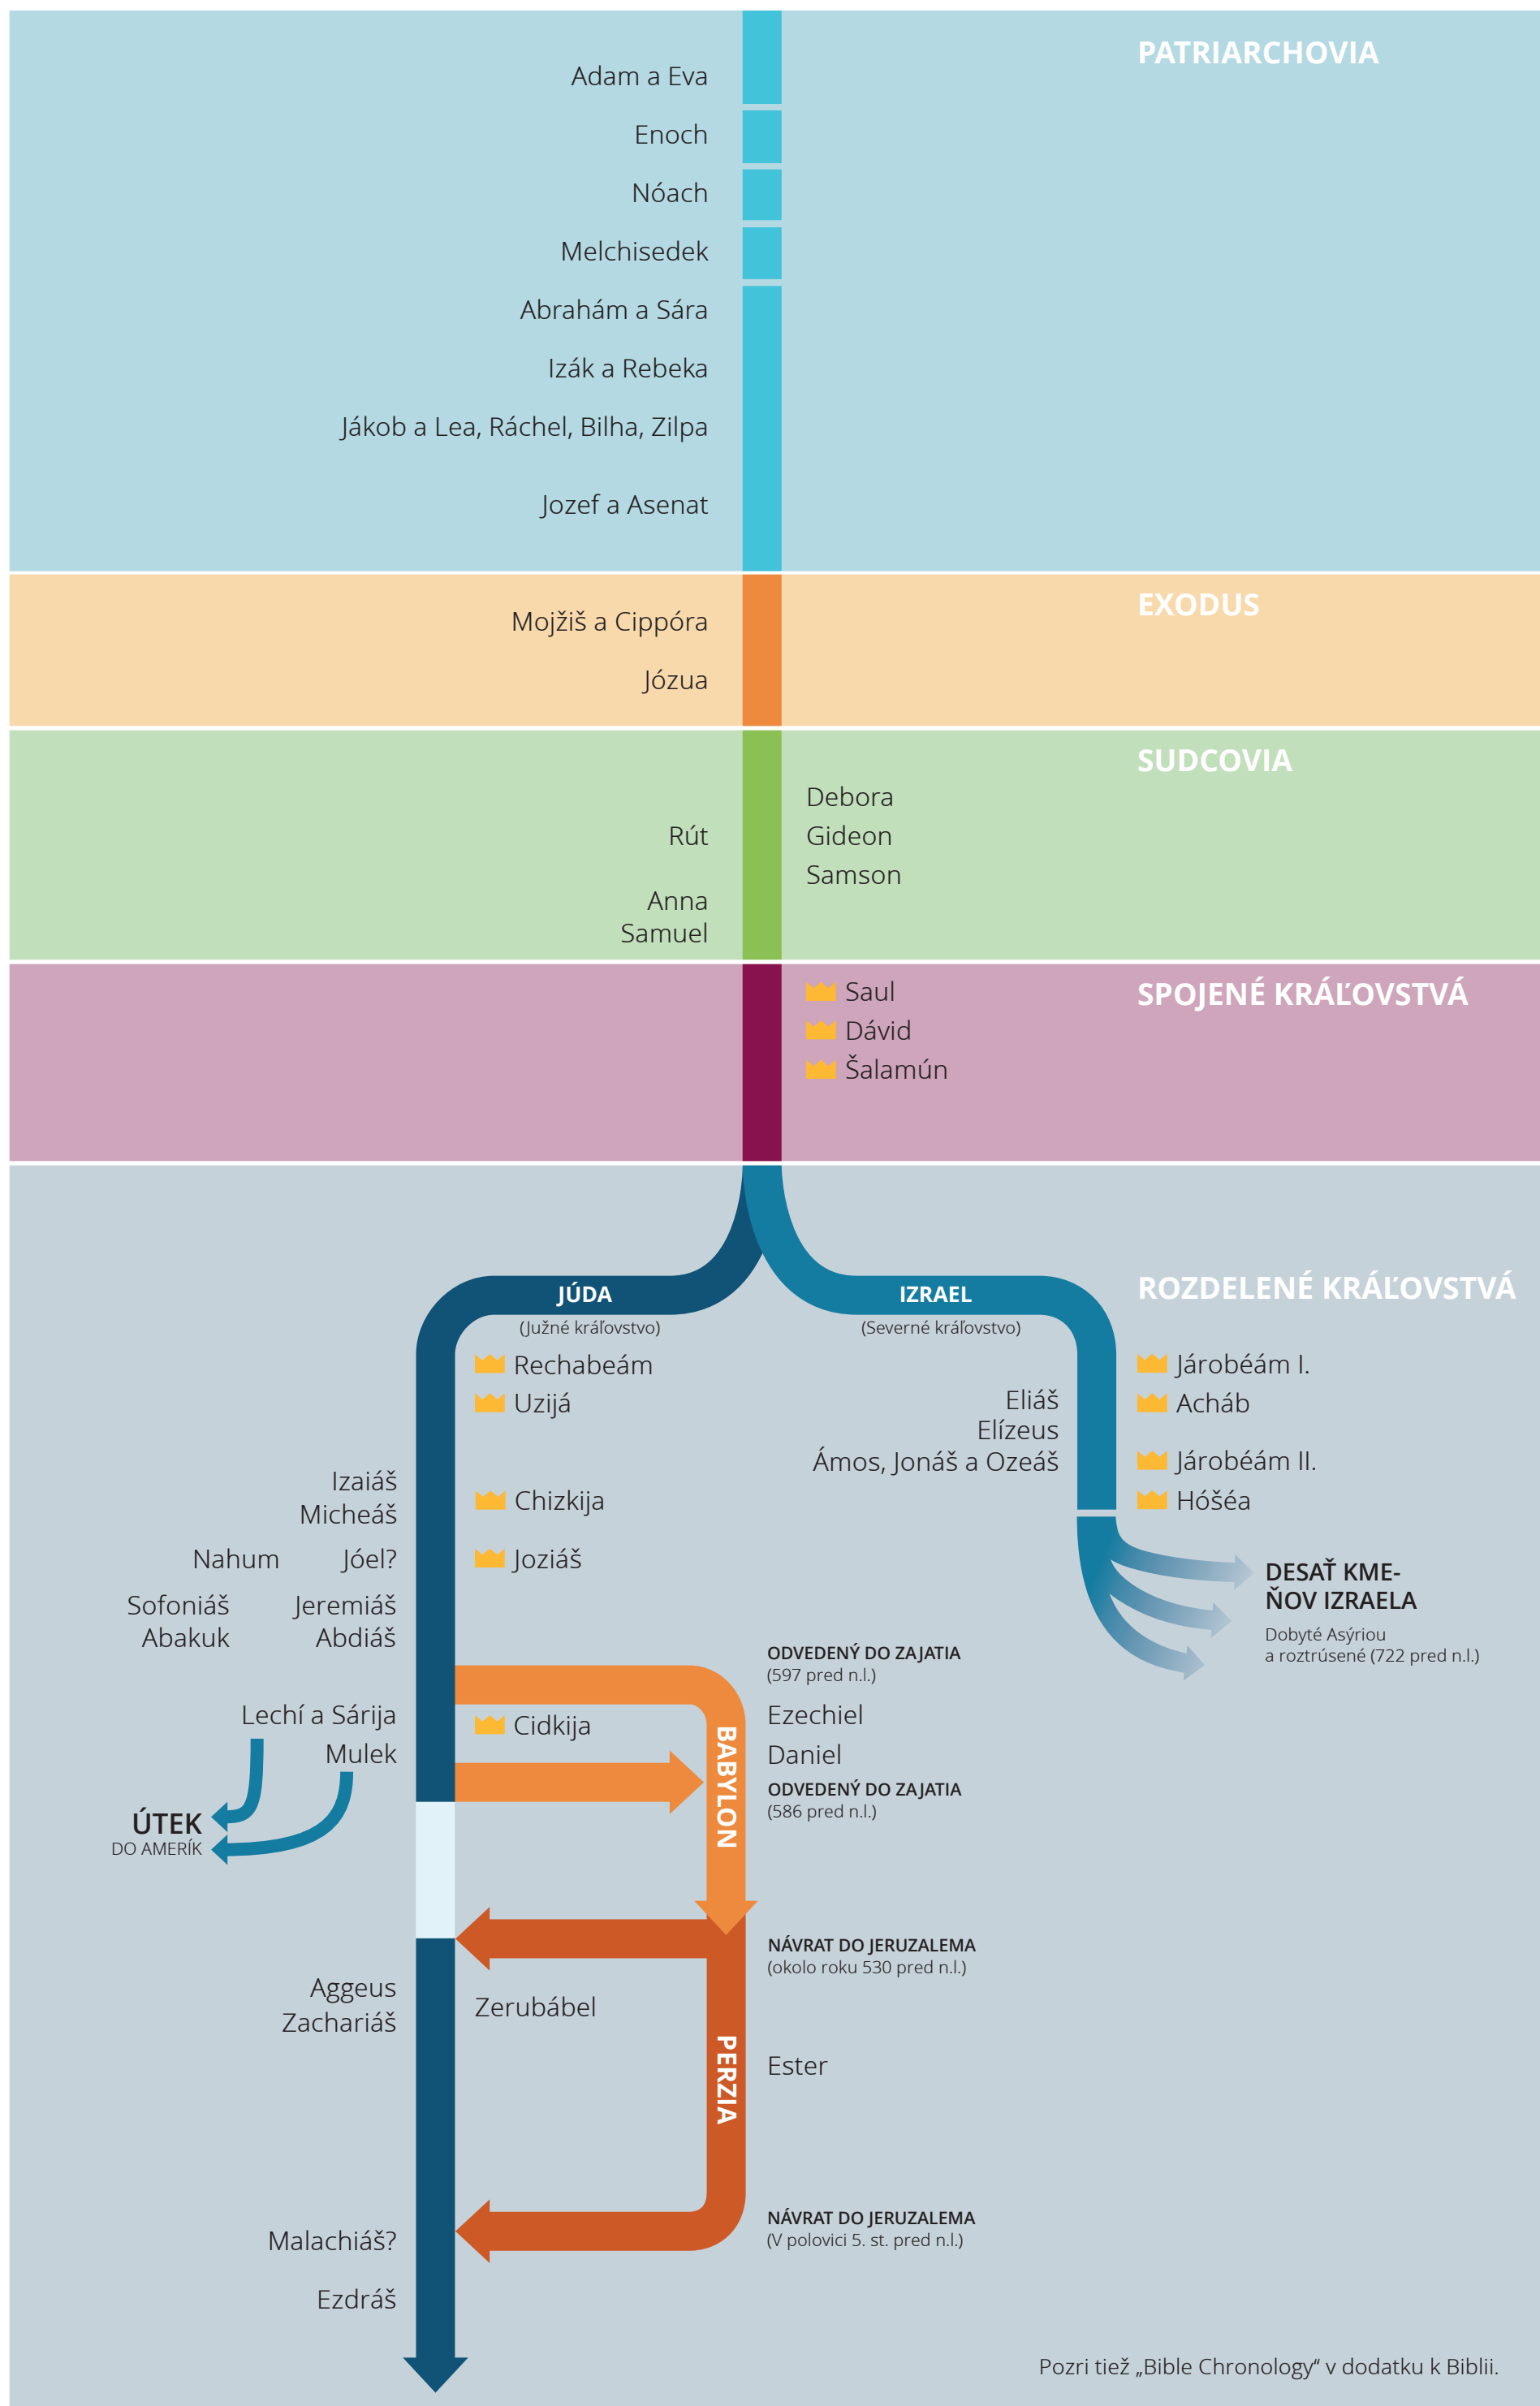 PATRIARCHOVIA
Adam a Eva
Enoch
Nóach
Melchisedek
Abrahám a Sára
Izák a Rebeka
Jákob a Lea, Ráchel, Bilha, Zilpa
Jozef a Asenat
EXODUS
Mojžiš a Cippóra
Józua
SUDCOVIA
Debora
Rút
Gideon
Samson
Anna
Samuel
SPOJENÉ KRÁĽOVSTVÁ
Saul
Dávid
Šalamún
ROZDELENÉ KRÁĽOVSTVÁ
JÚDA
(Južné kráľovstvo)
IZRAEL
(Severné kráľovstvo)
Rechabeám
Uzijá
Izaiáš
Micheáš
Chizkija
Nahum
Jóel?
Joziáš
Sofoniáš
Abakuk
Jeremiáš
Abdiáš
Eliáš
Elízeus
Ámos, Jonáš a Ozeáš
Járobéám I.
Acháb
Járobéám II.
Hóšéa
DESAŤ KME-
ŇOV IZRAELA
Dobyté Asýriou
a roztrúsené (722 pred n.l.)
ODVEDENÝ DO ZAJATIA
(597 pred n.l.)
Lechí a Sárija
Mulek
Cidkija
BABYLON
Ezechiel
Daniel
ODVEDENÝ DO ZAJATIA
(586 pred n.l.)
ÚTEK
DO AMERÍK
NÁVRAT DO JERUZALEMA
(okolo roku 530 pred n.l.)
Aggeus
Zachariáš
Zerubábel
PERZIA
Ester
NÁVRAT DO JERUZALEMA
(V polovici 5. st. pred n.l.)
Malachiáš?
Ezdráš
Pozri tiež „Bible Chronology“ v dodatku k Biblii.